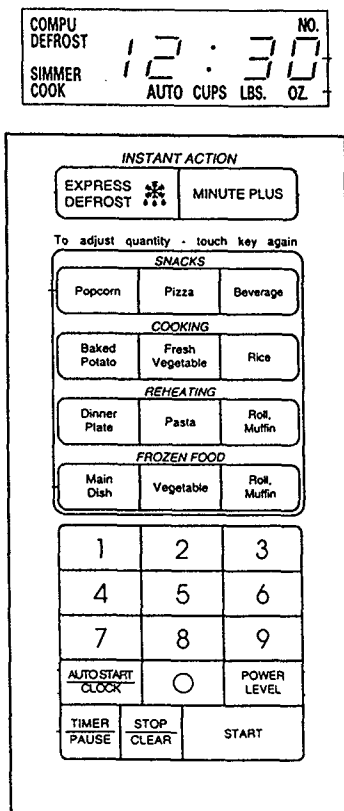 COMPU
DEFROST
NO.
12:30
SIMMER
COOK
AUTO CUPS LBS. OZ.
INSTANT ACTION
EXPRESS
DEFROST
MINUTE PLUS
To adjust quantity - touch key again
SNACKS
Popcorn Pizza Beverage
COOKING
Baked
Potato
Fresh
Vegetable
Rice
REHEATING
Dinner
Plate
Pasta
Roll,
Muffin
FROZEN FOOD
Main
Dish
Vegetable
Roll,
Muffin
1 2 3
4 5 6
7 8 9
AUTO START
CLOCK
0
POWER
LEVEL
TIMER
PAUSE
STOP
CLEAR
START